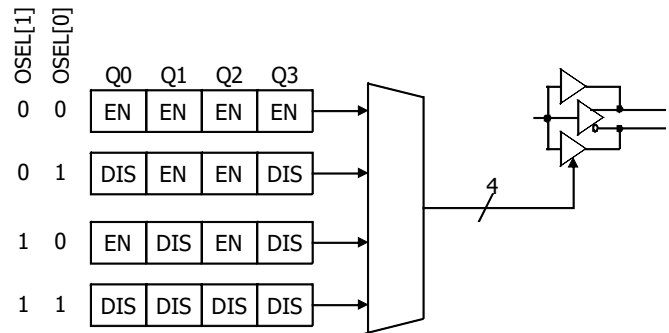 OSEL[1] OSEL[0]
Q0 Q1 Q2 Q3
0 0 EN EN EN EN
0 1 DIS EN EN DIS
4
1 0 EN DIS EN DIS
1 1 DIS DIS DIS DIS